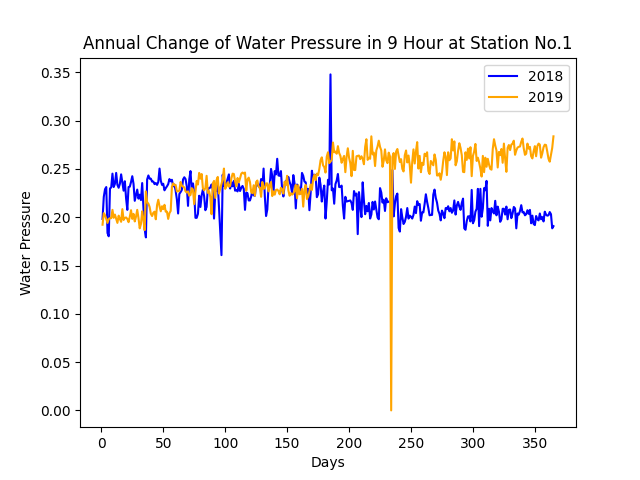 Annual Change of Water Pressure in 9 Hour at Station No.1
2018
2019
Water Pressure
0.35
0.30
0.25
0.20
0.15
0.10
0.05
0.00
0 50 100 150 200 250 300 350
Days